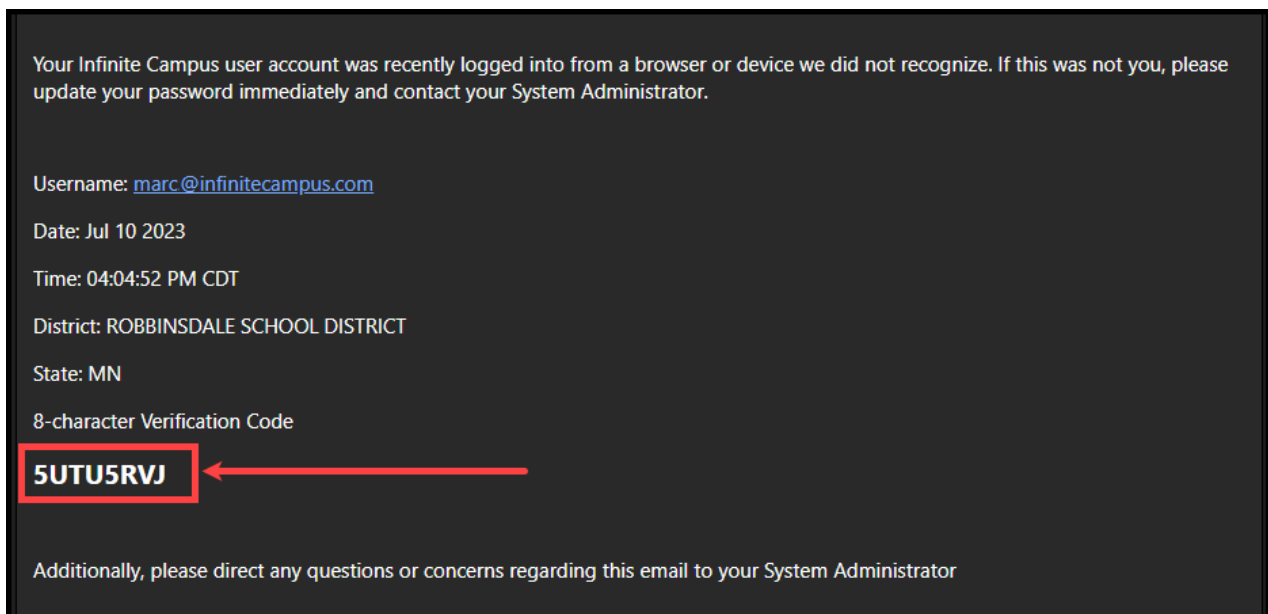 Your Infinite Campus user account was recently logged into from a browser or device we did not recognize. If this was not you, please
update your password immediately and contact your System Administrator.
Username: marc@infinitecampus.com
Date: Jul 10 2023
Time: 04:04:52 PM CDT
District: ROBBINSDALE SCHOOL DISTRICT
State: MN
8-character Verification Code
5UTU5RVJ
Additionally, please direct any questions or concerns regarding this email to your System Administrator